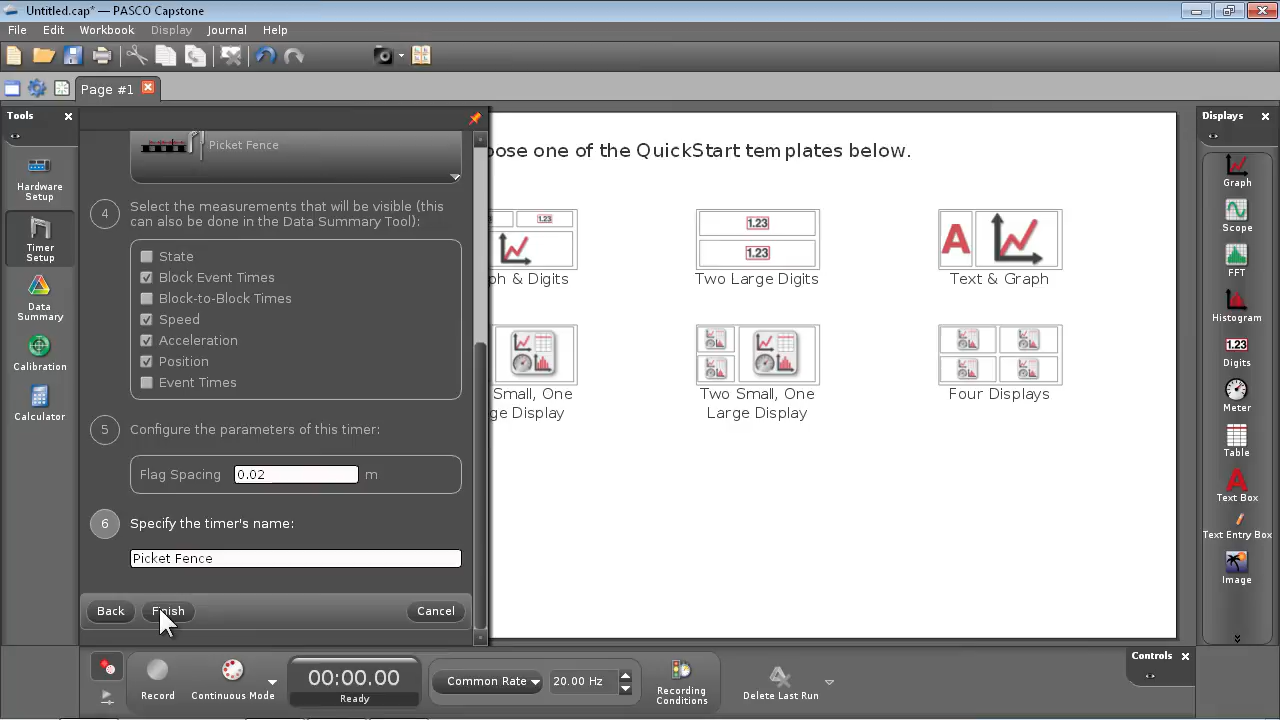 Untitled.cap* — PASCO Capstone
File Edit Workbook Display Journal Help
Page #1
Tools
Hardware
Setup
Timer
Setup
Data
Summary
Calibration
Calculator
Picket Fence
4 Select the measurements that will be visible (this
can also be done in the Data Summary Tool):
State
Block Event Times
Block-to-Block Times
Speed
Acceleration
Position
Event Times
5 Configure the parameters of this timer:
Flag Spacing 0.02 m
6 Specify the timer's name:
Picket Fence
Back Finish Cancel
ose one of the QuickStart templates below.
1.23
ph & Digits
1.23
1.23
Two Large Digits
A
Text & Graph
Small, One
ge Display
Two Small, One
Large Display
Four Displays
Displays
Graph
Scope
FFT
Histogram
1.23
Digits
Meter
Table
A
Text Box
Text Entry Box
Image
Controls
Record
Continuous Mode
00:00.00
Ready
Common Rate
20.00 Hz
Recording
Conditions
Delete Last Run